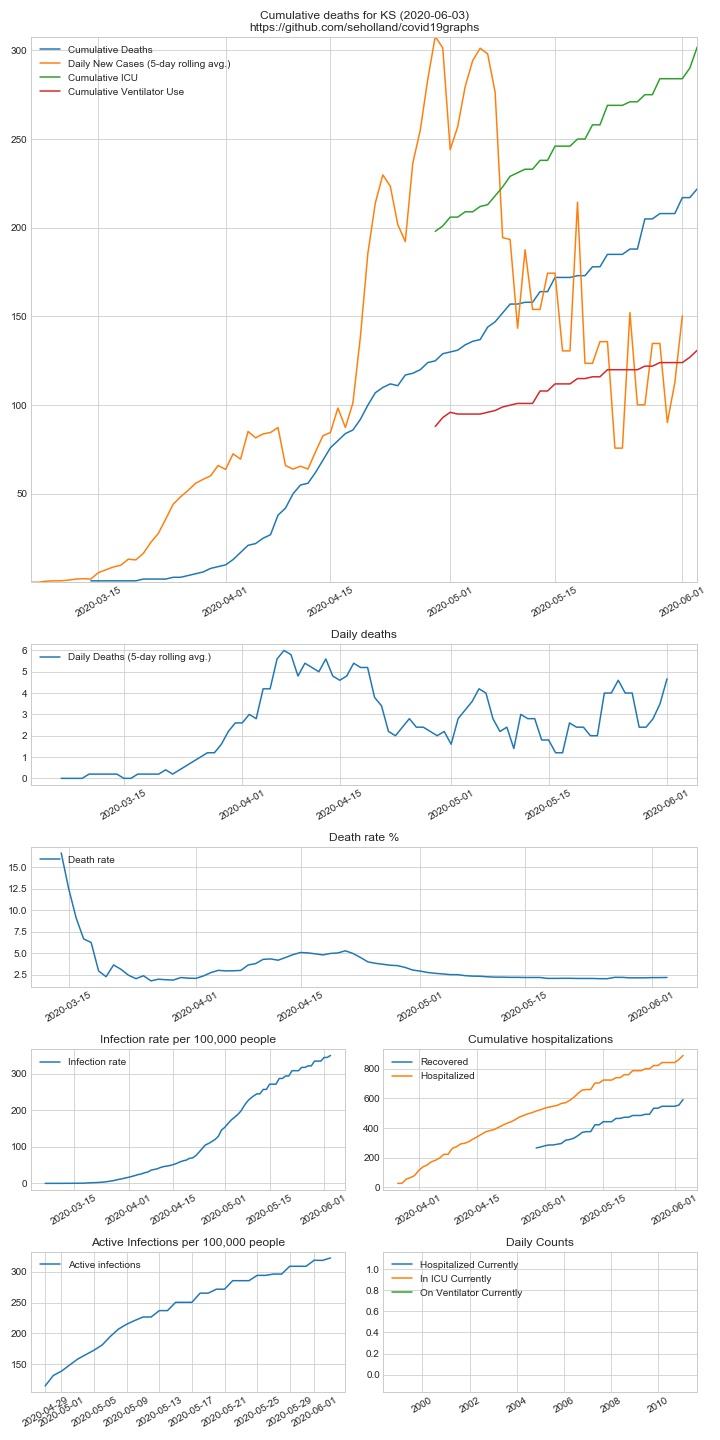 Cumulative deaths for KS (2020-06-03)
https://github.com/seholland/covid19graphs
Cumulative Deaths
Daily New Cases (5-day rolling avg.)
Cumulative ICU
Cumulative Ventilator Use
300
250
200
150
100
50
2020-03-15 2020-04-01 2020-04-15 2020-05-01 2020-05-15 2020-06-01
Daily deaths
Daily Deaths (5-day rolling avg.)
6
5
4
3
2
1
0
2020-03-15 2020-04-01 2020-04-15 2020-05-01 2020-05-15 2020-06-01
Death rate %
Death rate
15.0
12.5
10.0
7.5
5.0
2.5
2020-03-15 2020-04-01 2020-04-15 2020-05-01 2020-05-15 2020-06-01
Infection rate per 100,000 people
Infection rate
300
200
100
0
2020-03-15 2020-04-01 2020-04-15 2020-05-01 2020-05-15 2020-06-01
Cumulative hospitalizations
Recovered
Hospitalized
800
600
400
200
0
2020-04-01 2020-04-15 2020-05-01 2020-05-15 2020-06-01
Active Infections per 100,000 people
Active infections
300
250
200
150
2020-04-29 2020-05-01 2020-05-05 2020-05-09 2020-05-13 2020-05-17 2020-05-21 2020-05-25 2020-05-29 2020-06-01
Daily Counts
Hospitalized Currently
In ICU Currently
On Ventilator Currently
1.0
0.8
0.6
0.4
0.2
0.0
2000 2002 2004 2006 2008 2010